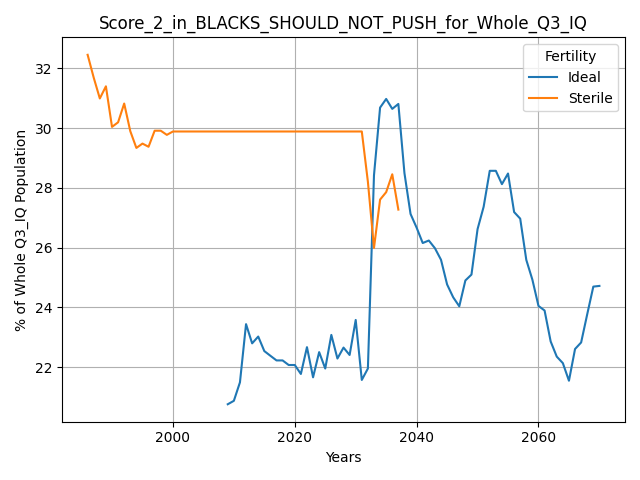 Score_2_in_BLACKS_SHOULD_NOT_PUSH_for_Whole_Q3_IQ
Fertility
Ideal
Sterile
% of Whole Q3_IQ Population
32
30
28
26
24
22
2000
2020
2040
2060
Years